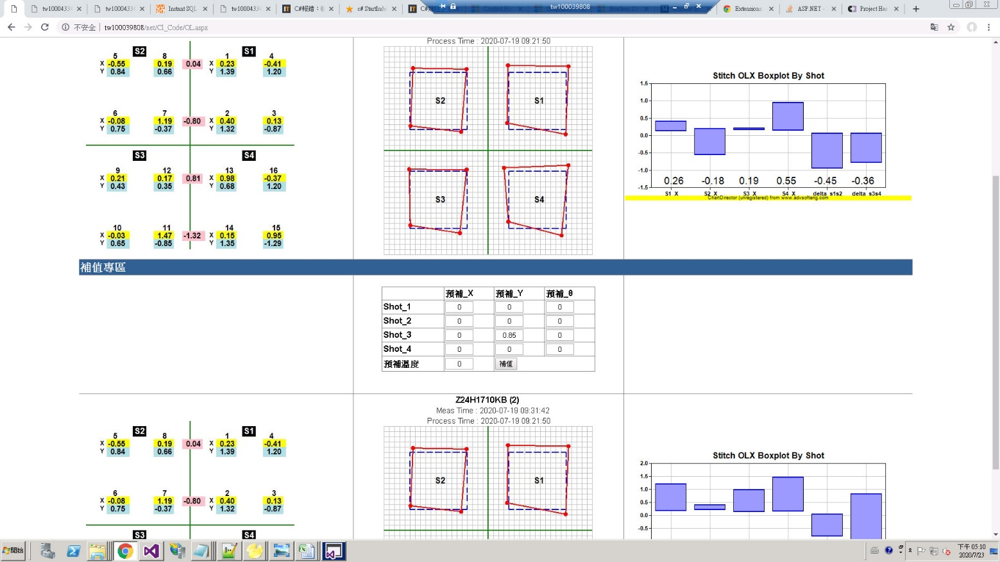 tw1000433
tw1000433
Instant SQL
tw1000433
C#報錯：
c# StartInde
C#
tw100039808
Extensions
ASP.NET -
Project Hos
不安全 | tw100039808/net/Cl_Code/OL.aspx
Process Time : 2020-07-19 09:21:50
S2 S1
5 8 1 4
X -0.55 0.19 0.04 X 0.23 -0.41
Y 0.84 0.66 Y 1.39 1.20
6 7 2 3
X -0.08 1.19 -0.80 X 0.40 0.13
Y 0.75 -0.37 Y 1.32 -0.87
S3 S4
9 12 13 16
X 0.21 0.17 0.81 X 0.98 -0.37
Y 0.43 0.35 Y 0.68 1.20
10 11 14 15
X -0.03 1.47 -1.32 X 0.15 0.95
Y 0.65 -0.85 Y 1.35 -1.29
S2 S1
S3 S4
Stitch OLX Boxplot By Shot
1.5
1.0
0.5
0.0
-0.5
-1.0
-1.5
0.26 -0.18 0.19 0.55 -0.45 -0.36
S1_X S2_X S3_X S4_X delta_s1s2 delta_s3s4
ChartDirector (unregistered) from www.advsofteng.com
補值專區
預補_X 預補_Y 預補_θ
Shot_1 0 0 0
Shot_2 0 0 0
Shot_3 0 0.85 0
Shot_4 0 0 0
預補溫度 0 補值
Z24H1710KB (2)
Meas Time : 2020-07-19 09:31:42
Process Time : 2020-07-19 09:21:50
S2 S1
5 8 1 4
X -0.55 0.19 0.04 X 0.23 -0.41
Y 0.84 0.66 Y 1.39 1.20
6 7 2 3
X -0.08 1.19 -0.80 X 0.40 0.13
Y 0.75 -0.37 Y 1.32 -0.87
S3 S4
S2 S1
Stitch OLX Boxplot By Shot
2.0
1.5
1.0
0.5
0.0
-0.5
開始
下午 05:10
2020/7/23